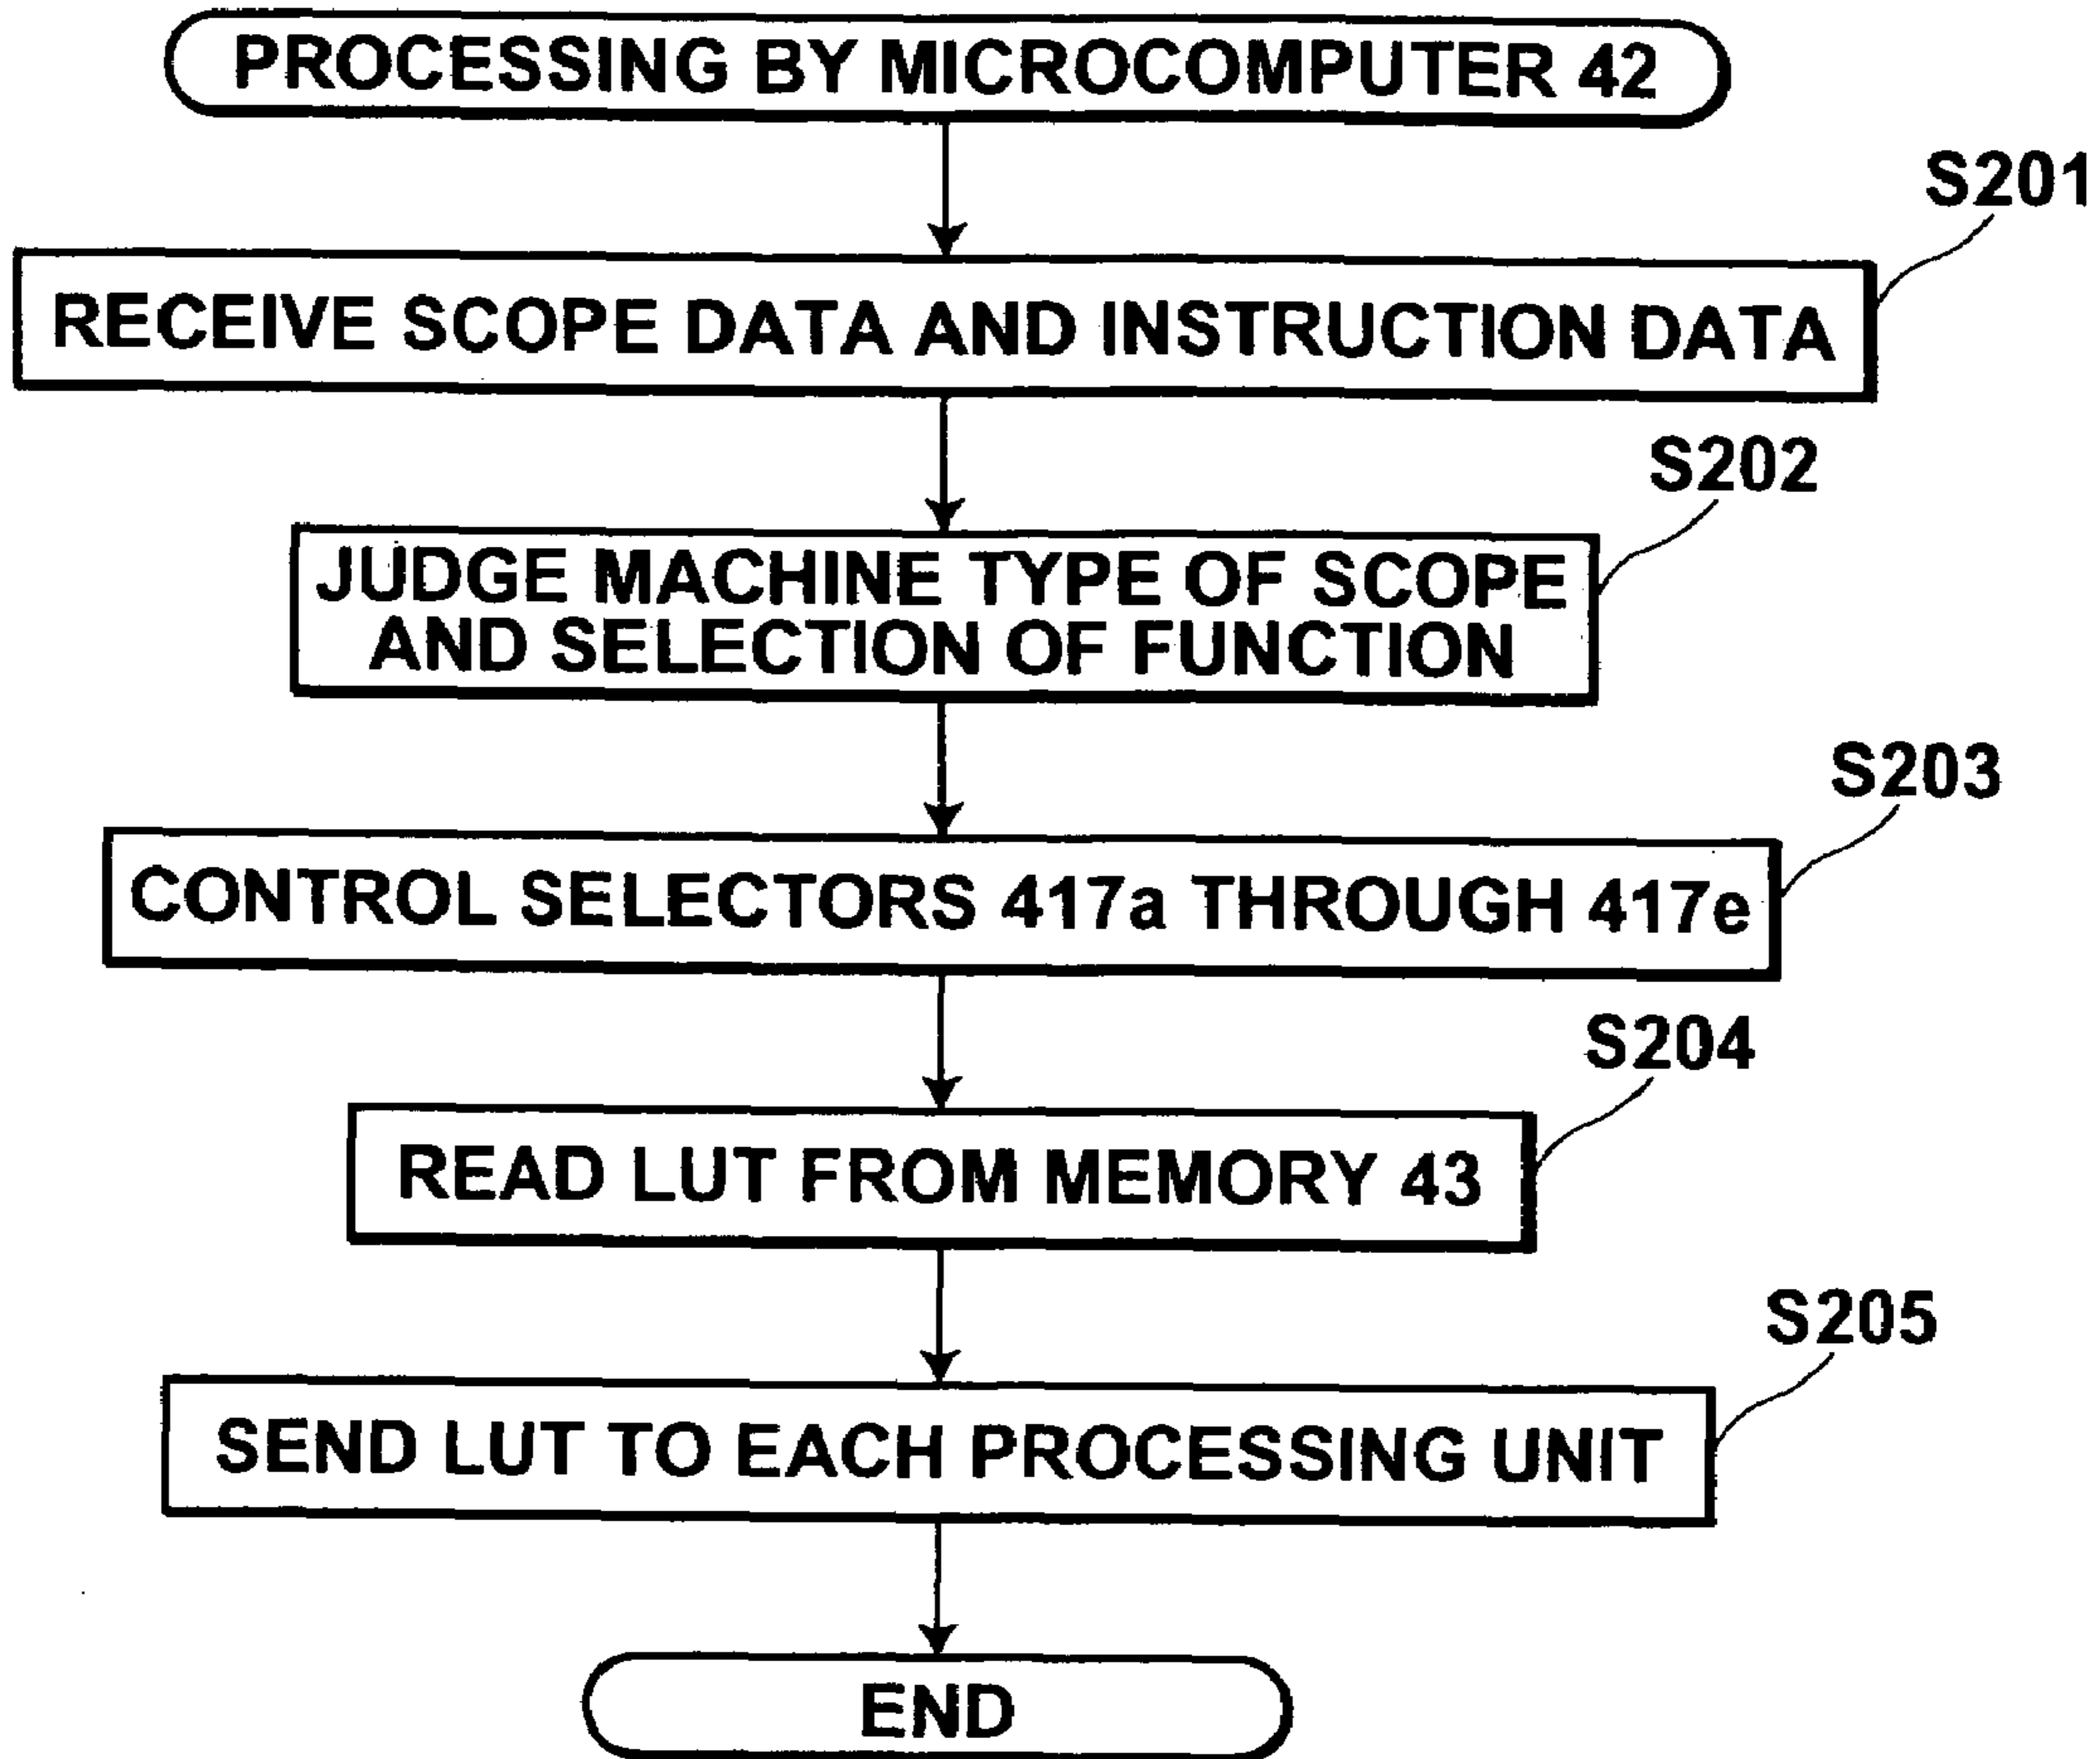 PROCESSING BY MICROCOMPUTER 42
S201
RECEIVE SCOPE DATA AND INSTRUCTION DATA
S202
JUDGE MACHINE TYPE OF SCOPE
AND SELECTION OF FUNCTION
S203
CONTROL SELECTORS 417a THROUGH 417e
S204
READ LUT FROM MEMORY 43
S205
SEND LUT TO EACH PROCESSING UNIT
END